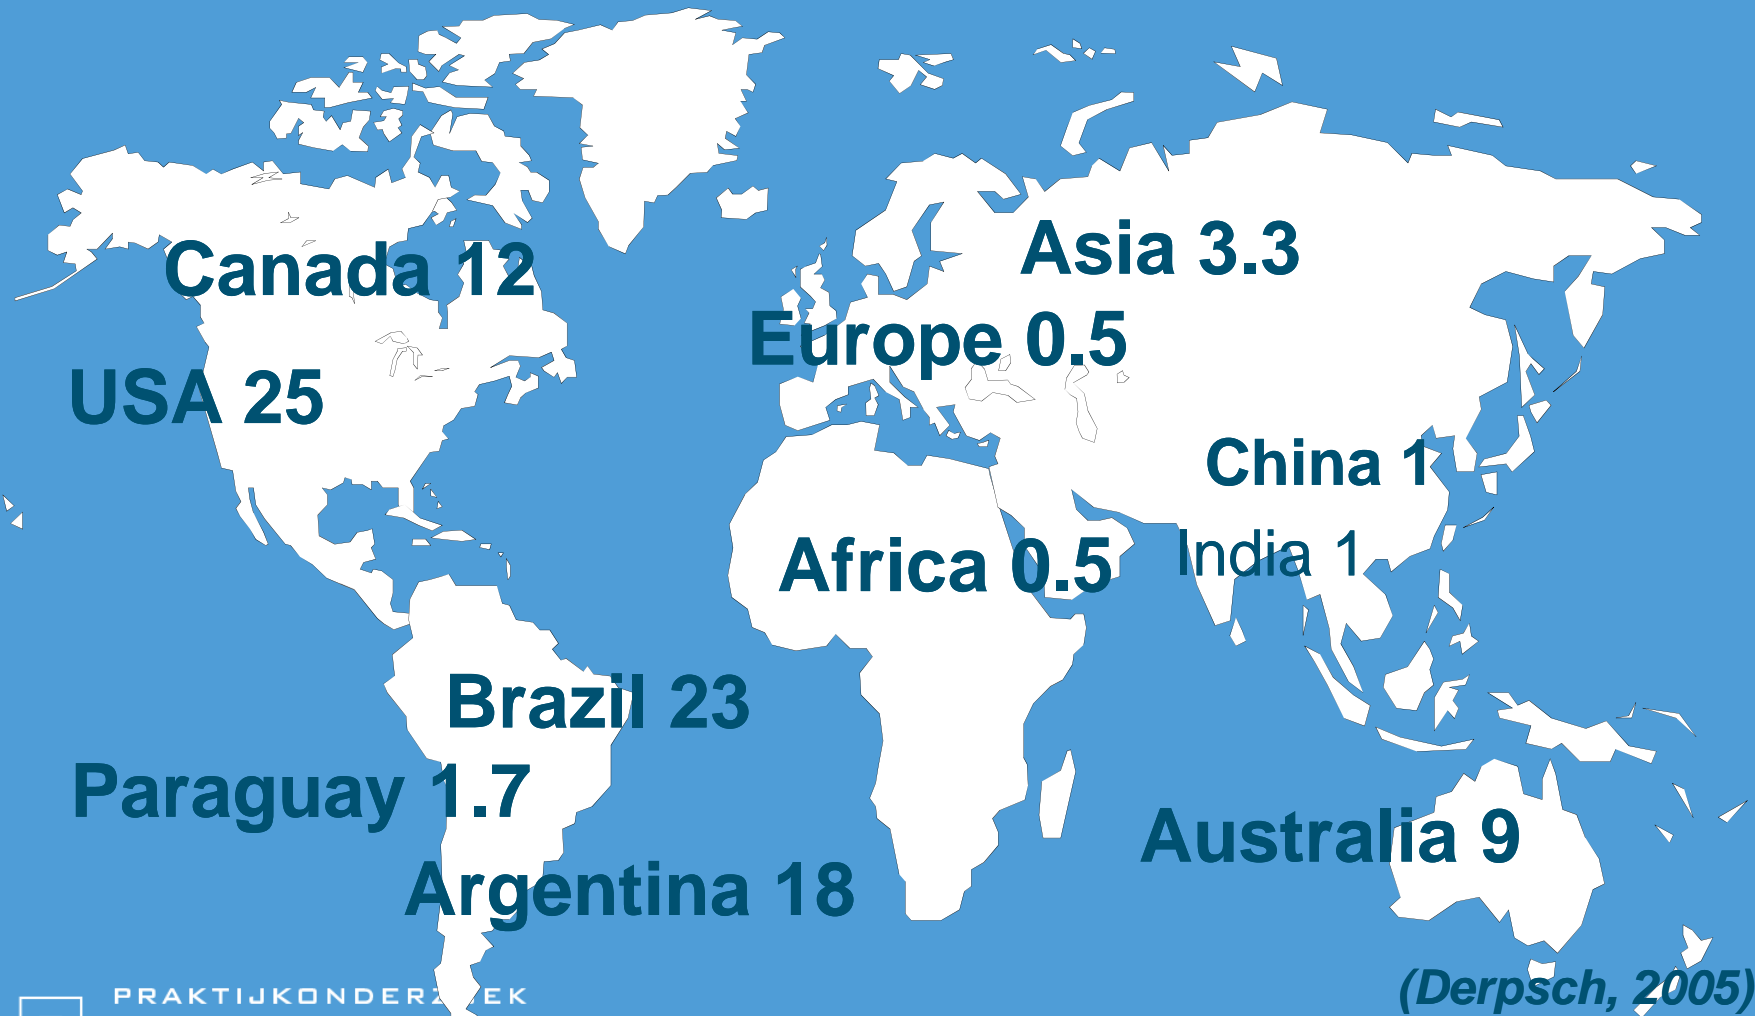 Canada 12
Asia 3.3
Europe 0.5
USA 25
China 1
India 1
Africa 0.5
Brazil 23
Paraguay 1.7
Australia 9
Argentina 18
(Derpsch, 2005)